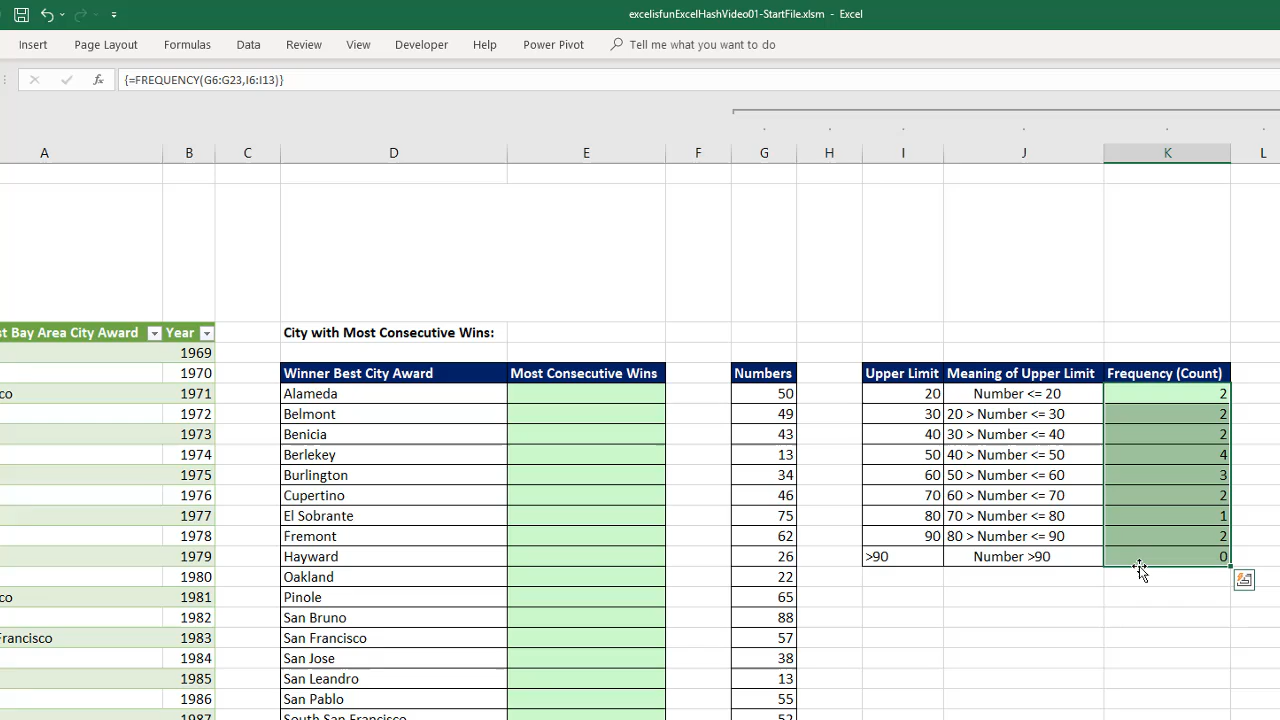 excelisfunExcelHashVideo01-StartFile.xlsm - Excel
Insert Page Layout Formulas Data Review View Developer Help Power Pivot Tell me what you want to do
fx {=FREQUENCY(G6:G23,I6:I13)}
A B C D E F G H I J K L
st Bay Area City Award Year City with Most Consecutive Wins:
1969
1970 Winner Best City Award Most Consecutive Wins Numbers Upper Limit Meaning of Upper Limit Frequency (Count)
co 1971 Alameda 50 20 Number <= 20 2
1972 Belmont 49 30 20 > Number <= 30 2
1973 Benicia 43 40 30 > Number <= 40 2
1974 Berlekey 13 50 40 > Number <= 50 4
1975 Burlington 34 60 50 > Number <= 60 3
1976 Cupertino 46 70 60 > Number <= 70 2
1977 El Sobrante 75 80 70 > Number <= 80 1
1978 Fremont 62 90 80 > Number <= 90 2
1979 Hayward 26 >90 Number >90 0
1980 Oakland 22
co 1981 Pinole 65
1982 San Bruno 88
Francisco 1983 San Francisco 57
1984 San Jose 38
1985 San Leandro 13
1986 San Pablo 55
1987 South San Francisco 52